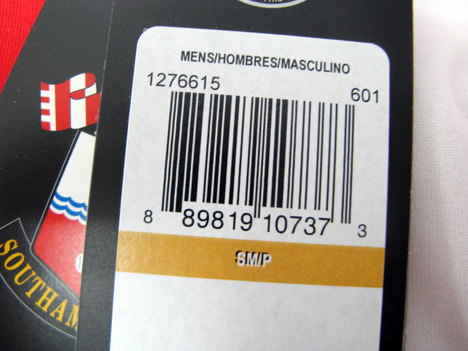 MENS/HOMBRES/MASCULINO
1276615 601
8 89819 10737 3
SM/P
SOUTHAM